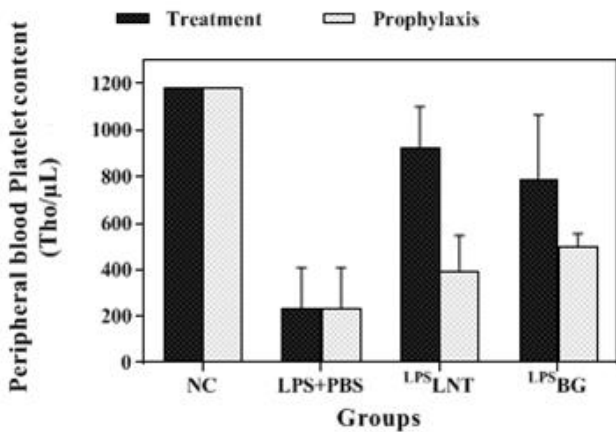 Treatment Prophylaxis
Peripheral blood Platelet content
(Tho/µL)
1200
1000
800
600
400
200
0
NC LPS+PBS LPSLNT LPSBG
Groups